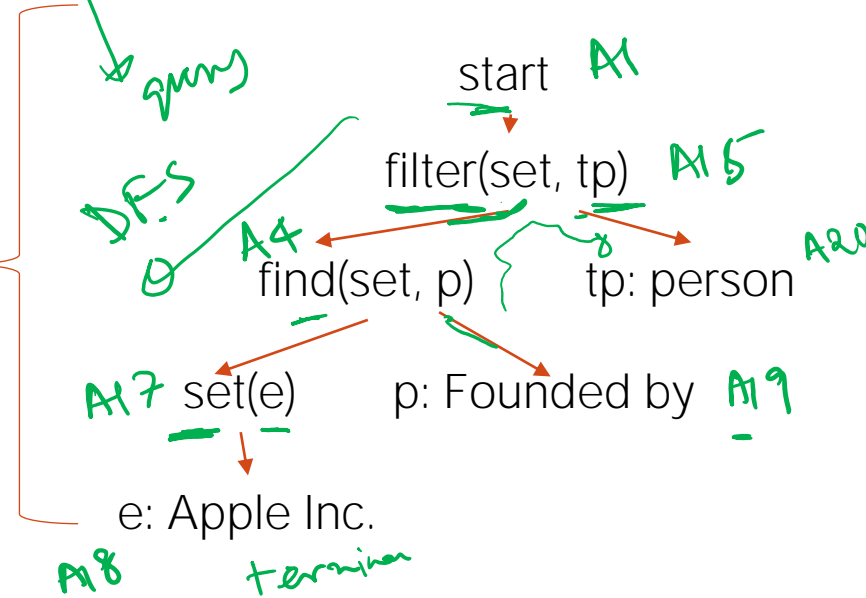 start A1
filter(set, tp) A15
DFS
A4
find(set, p) tp: person A20
A17 set(e) p: Founded by A19
e: Apple Inc.
A18